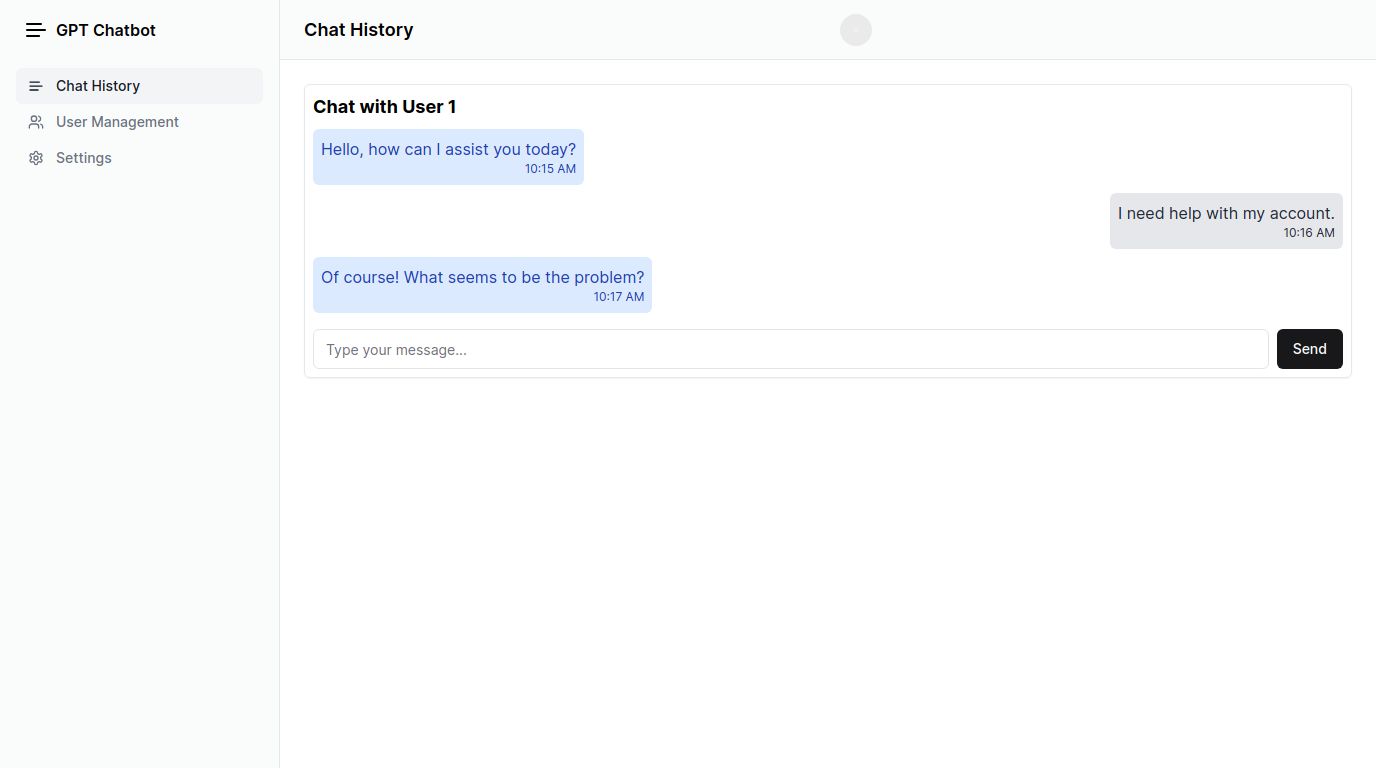 GPT Chatbot
Chat History
Chat History
User Management
Settings
Chat with User 1
Hello, how can I assist you today?
10:15 AM
I need help with my account.
10:16 AM
Of course! What seems to be the problem?
10:17 AM
Type your message...
Send